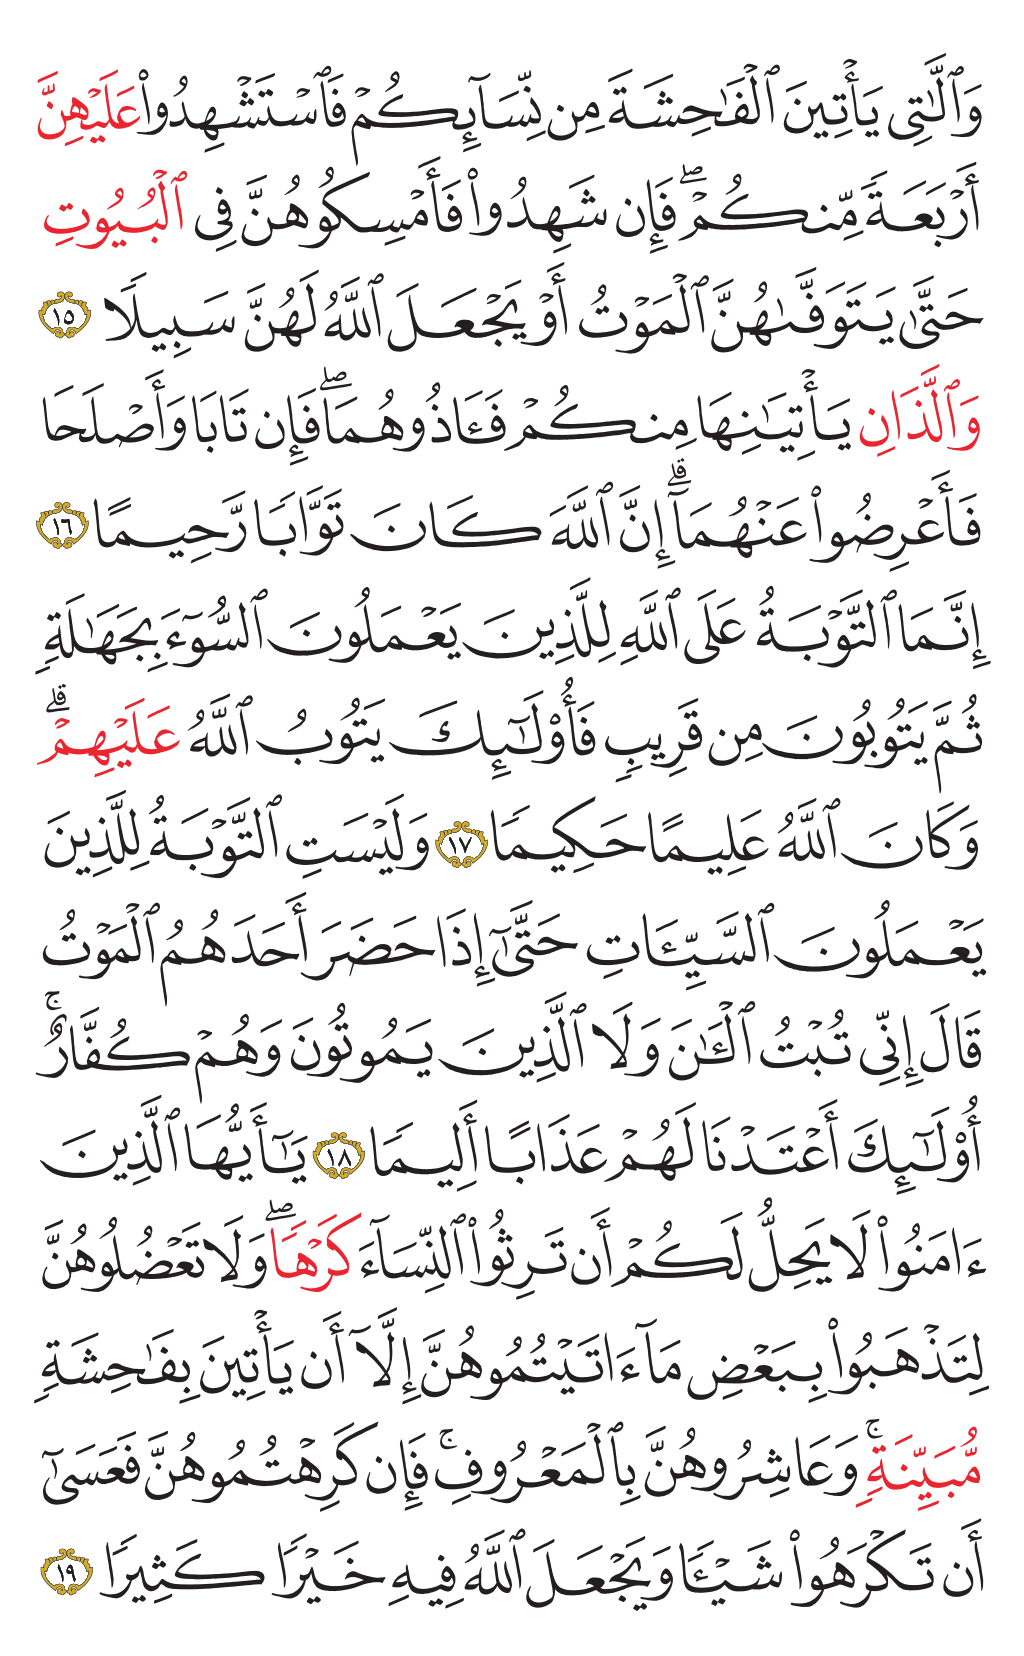 وَٱلَّٰتِى يَأۡتِينَ ٱلۡفَٰحِشَةَ مِن نِّسَآئِكُمۡ فَٱسۡتَشۡهِدُواْ عَلَيۡهِنَّ
أَرۡبَعَةٗ مِّنكُمۡۖ فَإِن شَهِدُواْ فَأَمۡسِكُوهُنَّ فِى ٱلۡبُيُوتِ
حَتَّىٰ يَتَوَفَّىٰهُنَّ ٱلۡمَوۡتُ أَوۡ يَجۡعَلَ ٱللَّهُ لَهُنَّ سَبِيلٗا ١٥
وَٱلَّذَانِ يَأۡتِيَٰنِهَا مِنكُمۡ فَـَٔاذُوهُمَاۖ فَإِن تَابَا وَأَصۡلَحَا
فَأَعۡرِضُواْ عَنۡهُمَآۗ إِنَّ ٱللَّهَ كَانَ تَوَّابٗا رَّحِيمًا ١٦
إِنَّمَا ٱلتَّوۡبَةُ عَلَى ٱللَّهِ لِلَّذِينَ يَعۡمَلُونَ ٱلسُّوٓءَ بِجَهَٰلَةٖ
ثُمَّ يَتُوبُونَ مِن قَرِيبٖ فَأُوْلَٰٓئِكَ يَتُوبُ ٱللَّهُ عَلَيۡهِمۡۗ
وَكَانَ ٱللَّهُ عَلِيمًا حَكِيمٗا ١٧ وَلَيۡسَتِ ٱلتَّوۡبَةُ لِلَّذِينَ
يَعۡمَلُونَ ٱلسَّيِّـَٔاتِ حَتَّىٰٓ إِذَا حَضَرَ أَحَدَهُمُ ٱلۡمَوۡتُ
قَالَ إِنِّى تُبۡتُ ٱلۡـَٰٔنَ وَلَا ٱلَّذِينَ يَمُوتُونَ وَهُمۡ كُفَّارٌۚ
أُوْلَٰٓئِكَ أَعۡتَدۡنَا لَهُمۡ عَذَابًا أَلِيمٗا ١٨ يَٰٓأَيُّهَا ٱلَّذِينَ
ءَامَنُواْ لَا يَحِلُّ لَكُمۡ أَن تَرِثُواْ ٱلنِّسَآءَ كَرۡهٗاۖ وَلَا تَعۡضُلُوهُنَّ
لِتَذۡهَبُواْ بِبَعۡضِ مَآ ءَاتَيۡتُمُوهُنَّ إِلَّآ أَن يَأۡتِينَ بِفَٰحِشَةٖ
مُّبَيِّنَةٖۚ وَعَاشِرُوهُنَّ بِٱلۡمَعۡرُوفِۚ فَإِن كَرِهۡتُمُوهُنَّ فَعَسَىٰٓ
أَن تَكۡرَهُواْ شَيۡـٔٗا وَيَجۡعَلَ ٱللَّهُ فِيهِ خَيۡرٗا كَثِيرٗا ١٩